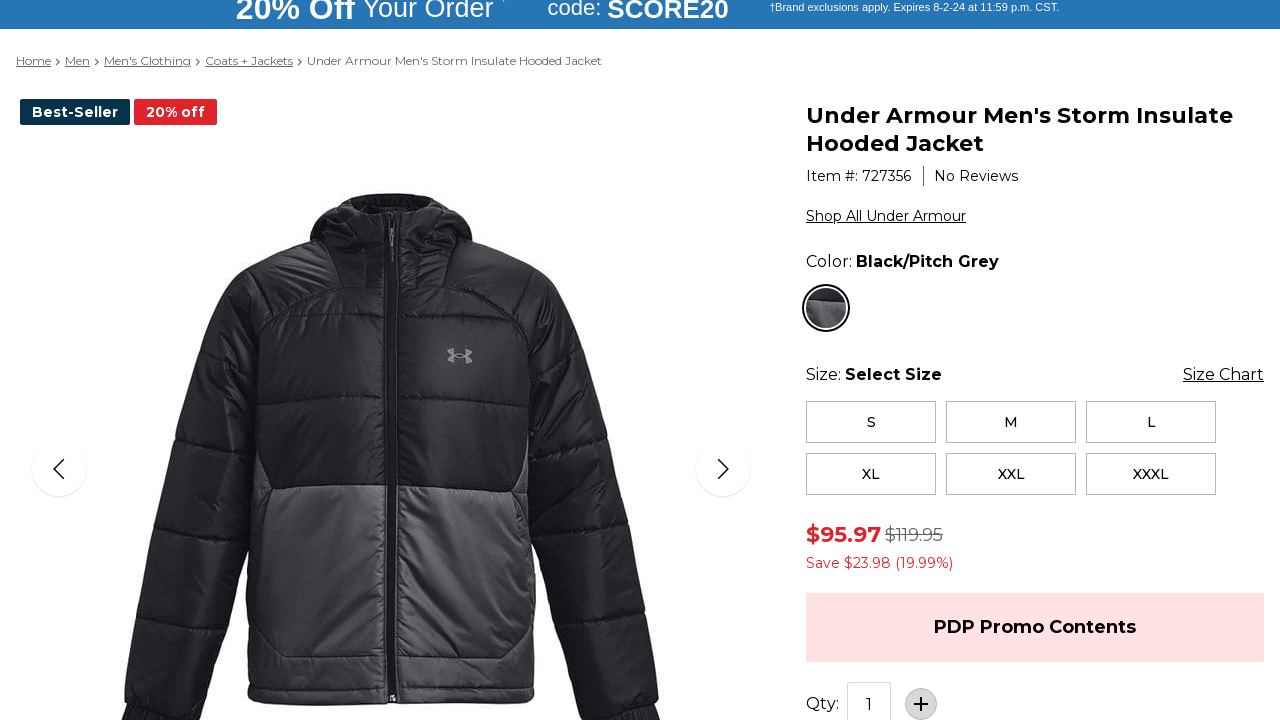 20% Off Your Order code: SCORE20 †Brand exclusions apply. Expires 8-2-24 at 11:59 p.m. CST.
Home > Men > Men's Clothing > Coats + Jackets > Under Armour Men's Storm Insulate Hooded Jacket
Best-Seller 20% off
Under Armour Men's Storm Insulate
Hooded Jacket
Item #: 727356 No Reviews
Shop All Under Armour
Color: Black/Pitch Grey
Size: Select Size Size Chart
S M L
XL XXL XXXL
$95.97 $119.95
Save $23.98 (19.99%)
PDP Promo Contents
Qty: 1 +